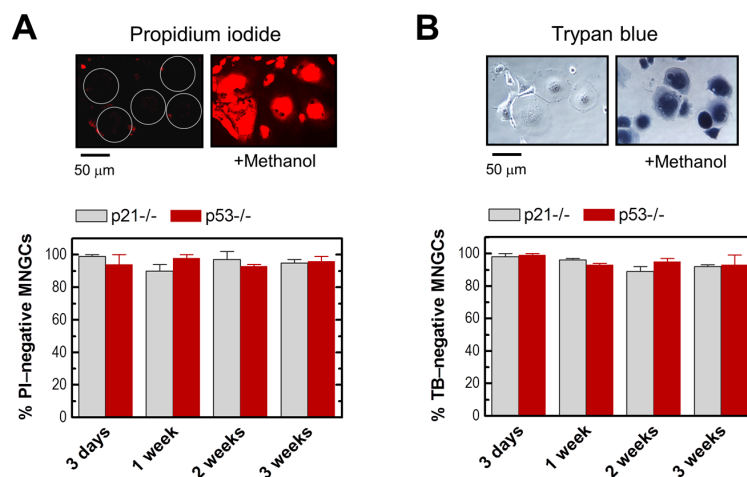 A
Propidium iodide
+Methanol
50 μm
p21-/- p53-/-
% PI–negative MNGCs
100
80
60
40
20
0
3 days
1 week
2 weeks
3 weeks
B
Trypan blue
+Methanol
50 μm
p21-/- p53-/-
% TB–negative MNGCs
100
80
60
40
20
0
3 days
1 week
2 weeks
3 weeks